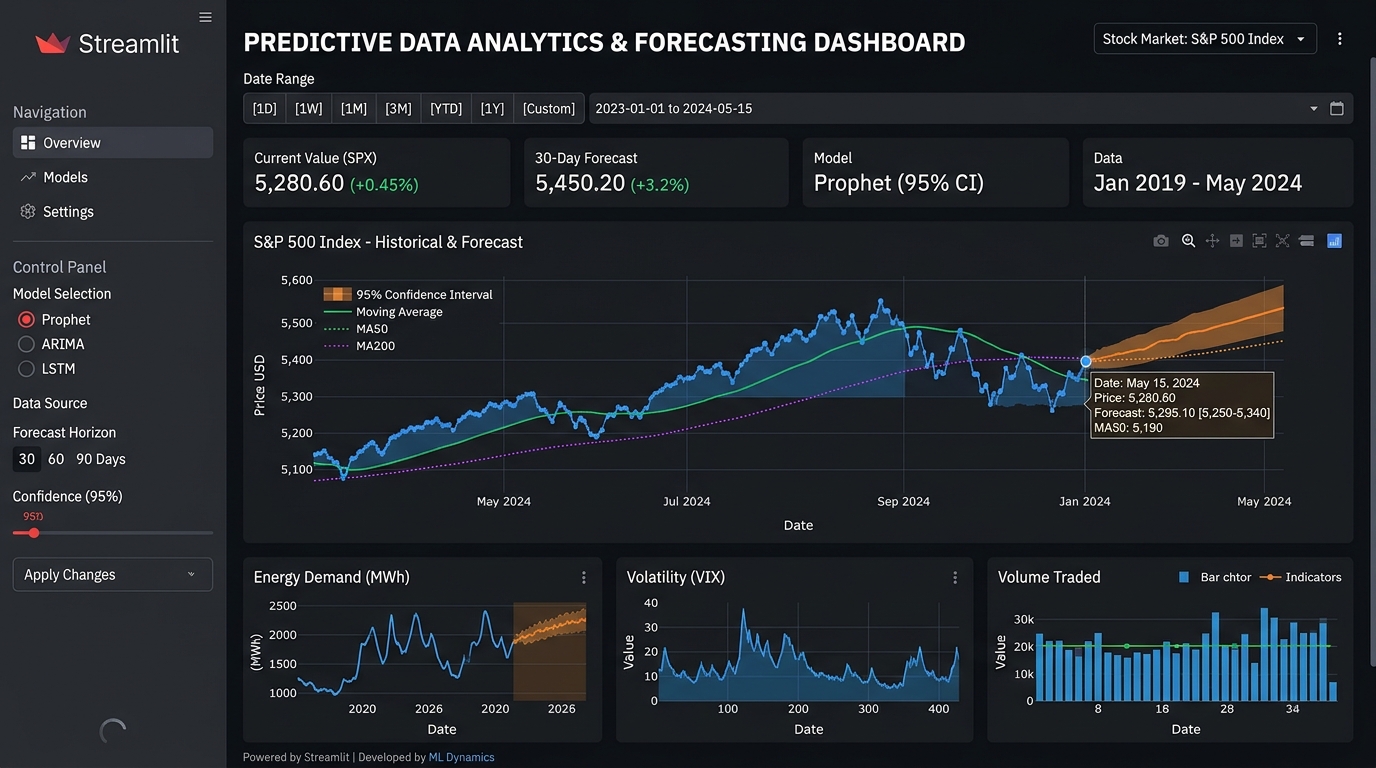 Streamlit
Navigation
Overview
Models
Settings
Control Panel
Model Selection
Prophet
ARIMA
LSTM
Data Source
Forecast Horizon
30 60 90 Days
Confidence (95%)
Apply Changes
PREDICTIVE DATA ANALYTICS & FORECASTING DASHBOARD
Stock Market: S&P 500 Index
Date Range
[1D] [1W] [1M] [3M] [YTD] [1Y] [Custom] 2023-01-01 to 2024-05-15
Current Value (SPX)
5,280.60 (+0.45%)
30-Day Forecast
5,450.20 (+3.2%)
Model
Prophet (95% CI)
Data
Jan 2019 - May 2024
S&P 500 Index - Historical & Forecast
95% Confidence Interval
Moving Average
MA50
MA200
Price USD
5,600
5,500
5,400
5,300
5,200
5,100
Date: May 15, 2024
Price: 5,280.60
Forecast: 5,295.10 [5,250-5,340]
MAS0: 5,190
May 2024 Jul 2024 Sep 2024 Jan 2024 May 2024
Date
Energy Demand (MWh)
(MWh)
2500
2000
1500
1000
2020 2026 2020 2026
Date
Volatility (VIX)
Value
40
30
20
10
0
100 200 300 400
Date
Volume Traded
Bar chtor Indicators
Value
30k
20k
10k
0
8 18 28 34
Date
Powered by Streamlit | Developed by ML Dynamics